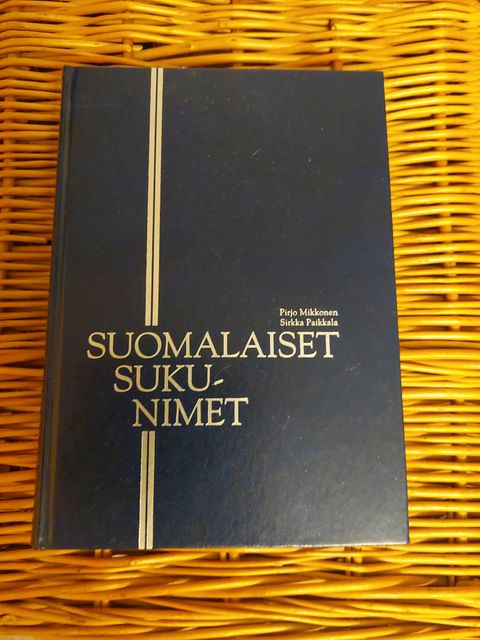 Pirjo Mikkonen
Sirkka Paikkala
SUOMALAISET
SUKU-
NIMET